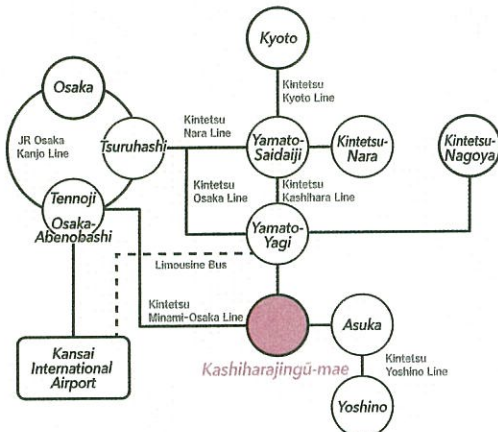 Kyoto
Osaka
Kintetsu
Kyoto Line
JR Osaka
Kanjo Line
Tsuruhashi
Kintetsu
Nara Line
Yamato-
Saidaiji
Kintetsu-
Nara
Kintetsu-
Nagoya
Kintetsu
Osaka Line
Kintetsu
Kashihara Line
Tennoji
Osaka-
Abenobashi
Yamato-
Yagi
Limousine Bus
Kintetsu
Minami-Osaka Line
Kansai
International
Airport
Kashiharajingū-mae
Asuka
Kintetsu
Yoshino Line
Yoshino